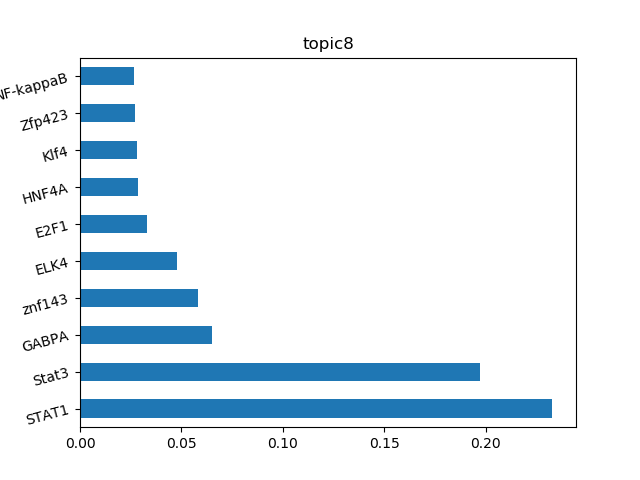 topic8
NF-kappaB
Zfp423
Klf4
HNF4A
E2F1
ELK4
znf143
GABPA
Stat3
STAT1
0.00 0.05 0.10 0.15 0.20